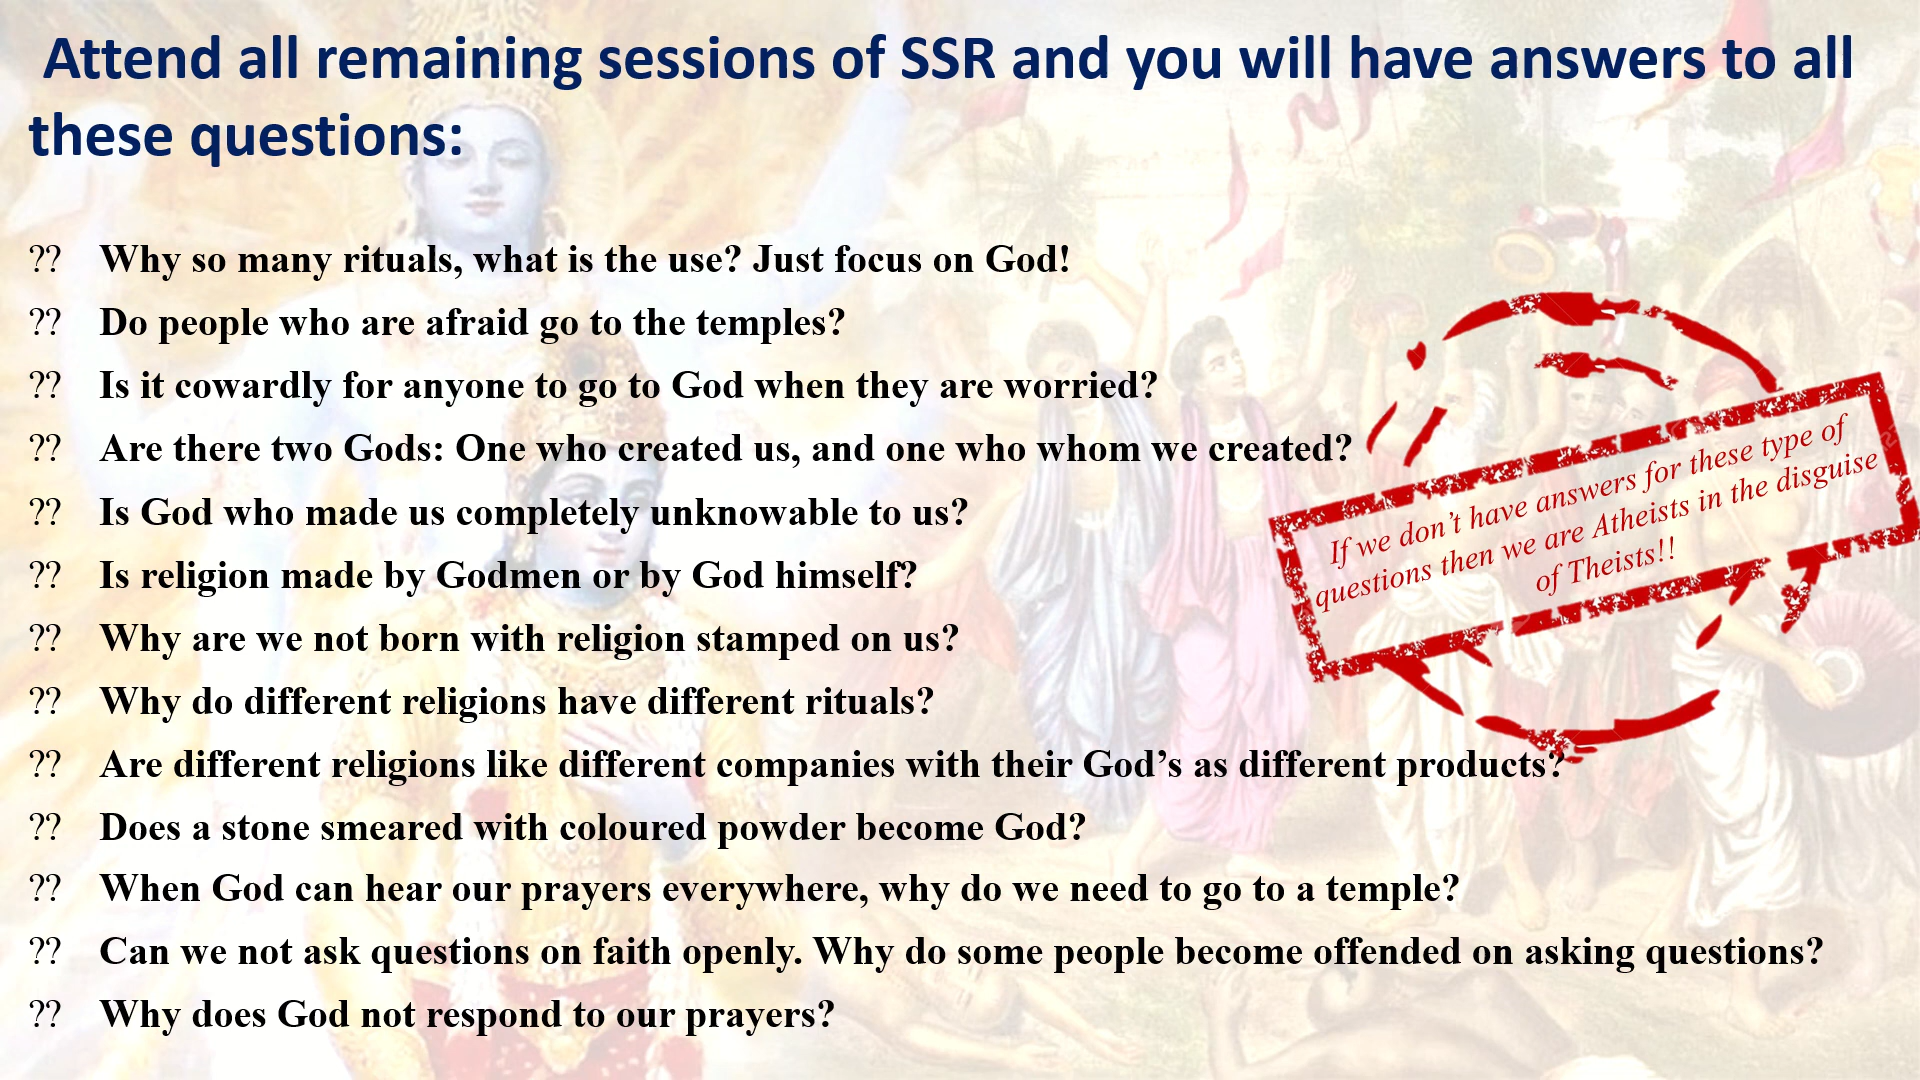 Attend all remaining sessions of SSR and you will have answers to all
these questions:
?? Why so many rituals, what is the use? Just focus on God!
?? Do people who are afraid go to the temples?
?? Is it cowardly for anyone to go to God when they are worried?
?? Are there two Gods: One who created us, and one who whom we created?
?? Is God who made us completely unknowable to us?
?? Is religion made by Godmen or by God himself?
?? Why are we not born with religion stamped on us?
?? Why do different religions have different rituals?
?? Are different religions like different companies with their God’s as different products?
?? Does a stone smeared with coloured powder become God?
?? When God can hear our prayers everywhere, why do we need to go to a temple?
?? Can we not ask questions on faith openly. Why do some people become offended on asking questions?
?? Why does God not respond to our prayers?
If we don’t have answers for these type of
questions then we are Atheists in the disguise
of Theists!!